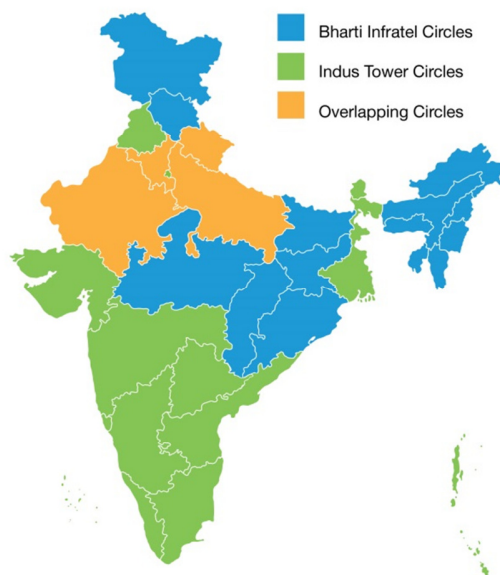 Bharti Infratel Circles
Indus Tower Circles
Overlapping Circles